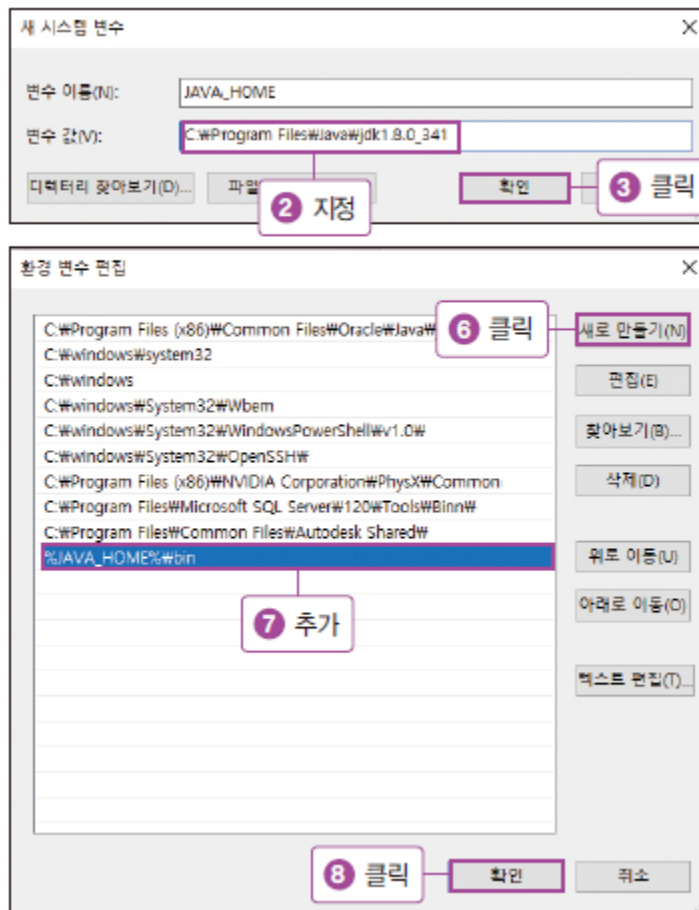 새 시스템 변수
변수 이름(N): JAVA_HOME
변수 값(V): C:₩Program Files₩Java₩jdk1.8.0_341
디렉터리 찾아보기(D)... 파일 확인 3 클릭
2 지정
환경 변수 편집
C:₩Program Files (x86)₩Common Files₩Oracle₩Java₩ 6 클릭 새로 만들기(N)
C:₩windows₩system32
C:₩windows 편집(E)
C:₩windows₩System32₩Wbem
C:₩windows₩System32₩WindowsPowerShell₩v1.0₩ 찾아보기(B)...
C:₩windows₩System32₩OpenSSH₩
C:₩Program Files (x86)₩NVIDIA Corporation₩PhysX₩Common 삭제(D)
C:₩Program Files₩Microsoft SQL Server₩120₩Tools₩Binn₩
C:₩Program Files₩Common Files₩Autodesk Shared₩
%JAVA_HOME%₩bin 위로 이동(U)
7 추가 아래로 이동(O)
텍스트 편집(T)...
8 클릭 확인 취소